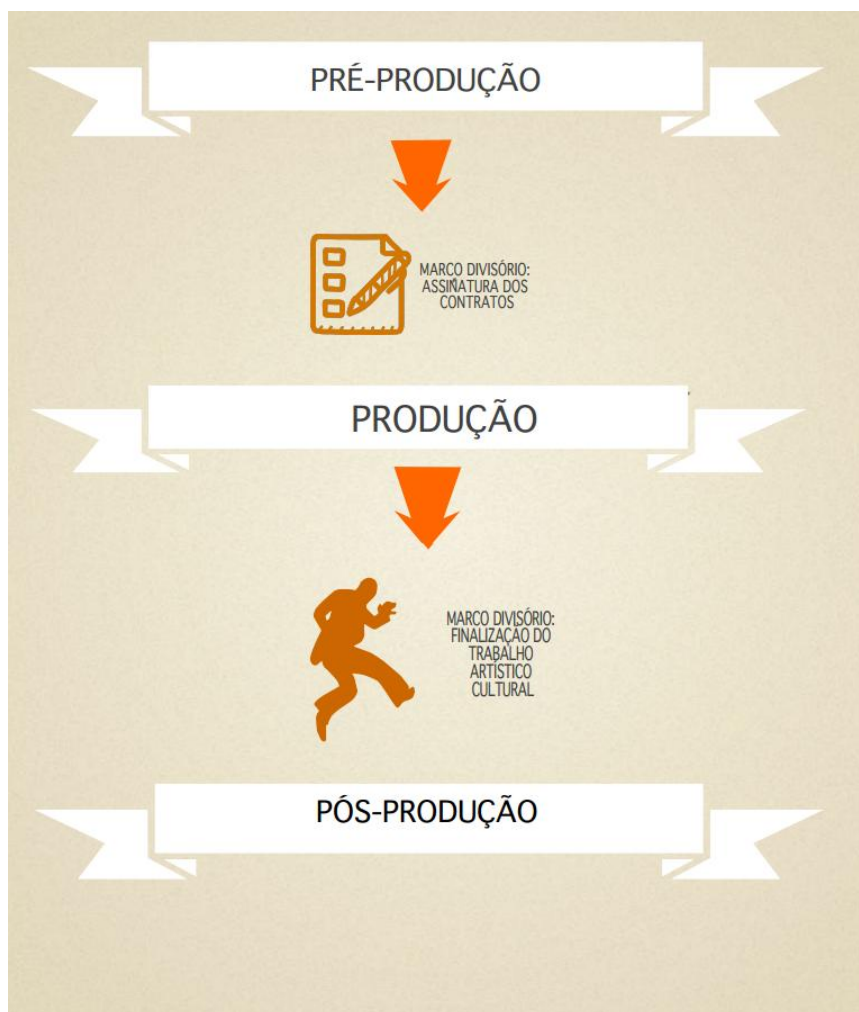 PRÉ-PRODUÇÃO
MARCO DIVISÓRIO:
ASSINATURA DOS
CONTRATOS
PRODUÇÃO
MARCO DIVISÓRIO:
FINALIZAÇÃO DO
TRABALHO
ARTÍSTICO
CULTURAL
PÓS-PRODUÇÃO